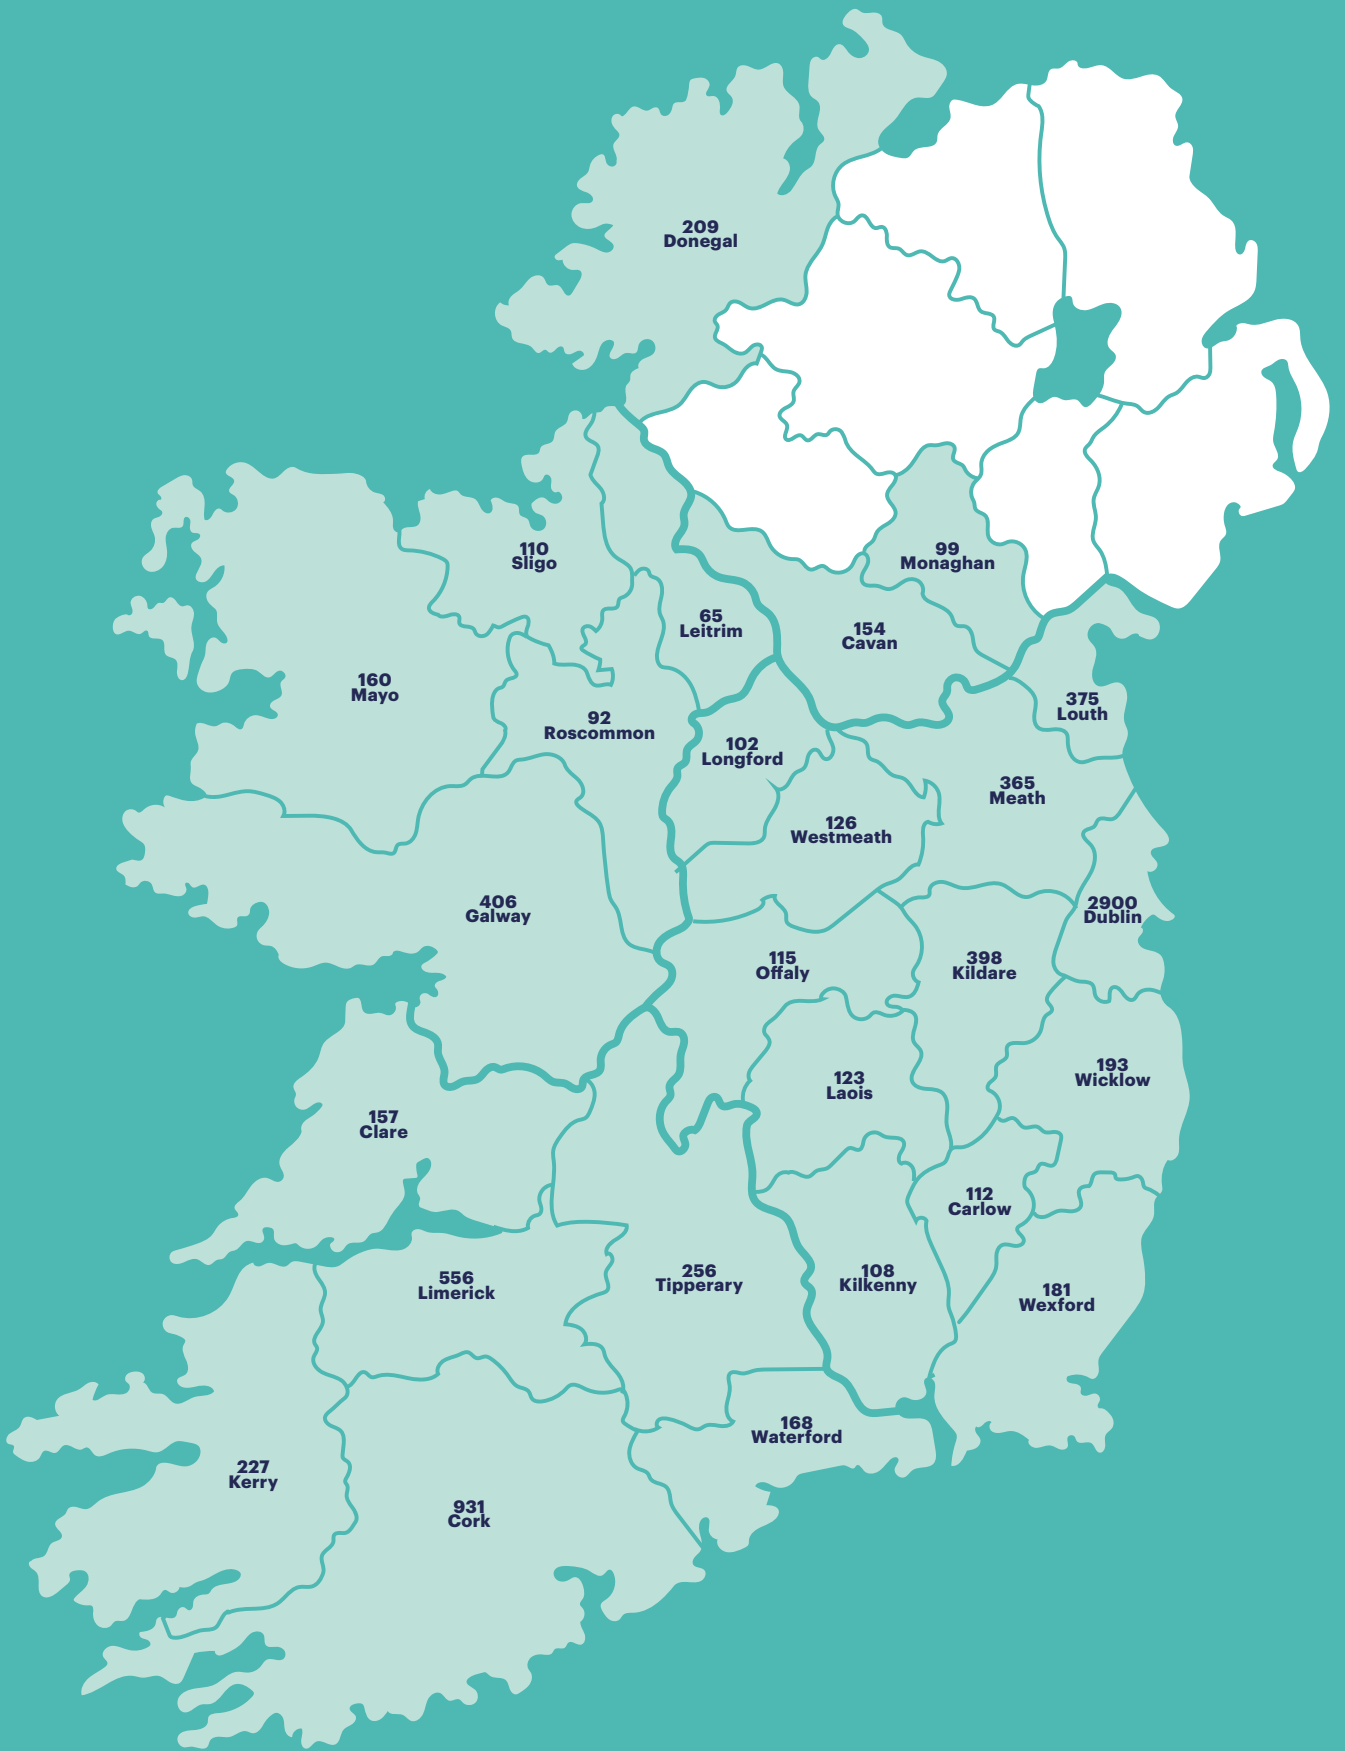 209
Donegal
110
Sligo
99
Monaghan
65
Leitrim
154
Cavan
160
Mayo
92
Roscommon
375
Louth
102
Longford
365
Meath
126
Westmeath
406
Galway
2900
Dublin
115
Offaly
398
Kildare
123
Laois
193
Wicklow
157
Clare
112
Carlow
556
Limerick
256
Tipperary
108
Kilkenny
181
Wexford
168
Waterford
227
Kerry
931
Cork